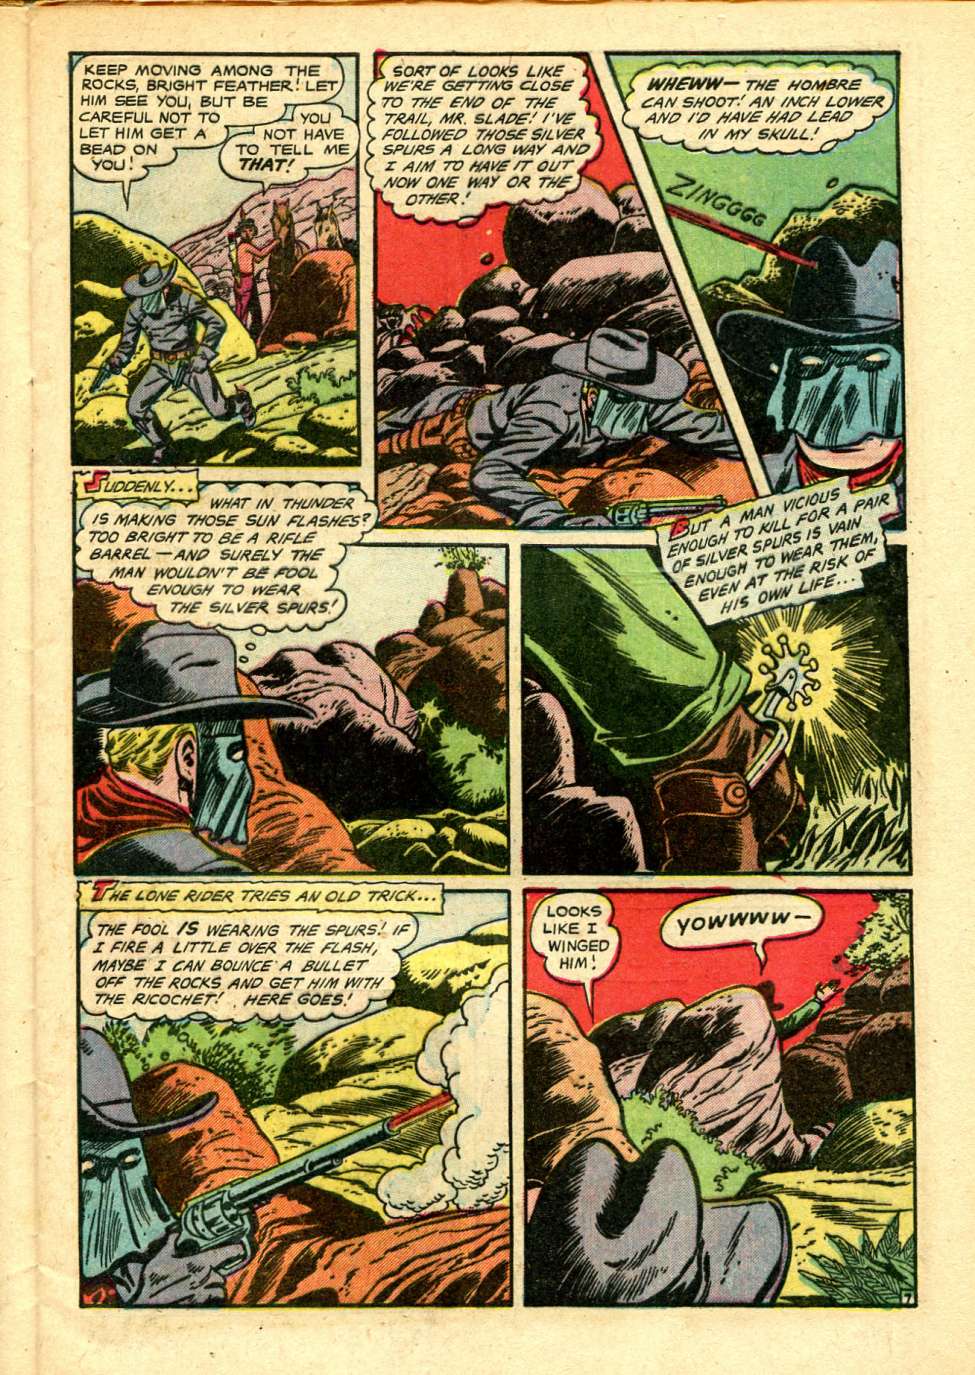 KEEP MOVING AMONG THE
ROCKS, BRIGHT FEATHER! LET
HIM SEE YOU, BUT BE
CAREFUL NOT TO
LET HIM GET A
BEAD ON
YOU!
YOU
NOT HAVE
TO TELL ME
THAT!
SORT OF LOOKS LIKE
WE'RE GETTING CLOSE
TO THE END OF THE
TRAIL, MR. SLADE! I'VE
FOLLOWED THOSE SILVER
SPURS A LONG WAY AND
I AIM TO HAVE IT OUT
NOW ONE WAY OR THE
OTHER!
WHEWW— THE HOMBRE
CAN SHOOT! AN INCH LOWER
AND I'D HAVE HAD LEAD
IN MY SKULL!
ZINGGGG
SUDDENLY...
WHAT IN THUNDER
IS MAKING THOSE SUN FLASHES?
TOO BRIGHT TO BE A RIFLE
BARREL—AND SURELY THE
MAN WOULDN'T BE FOOL
ENOUGH TO WEAR
THE SILVER SPURS!
BUT A MAN VICIOUS
ENOUGH TO KILL FOR A PAIR
OF SILVER SPURS IS VAIN
ENOUGH TO WEAR THEM,
EVEN AT THE RISK OF
HIS OWN LIFE...
THE LONE RIDER TRIES AN OLD TRICK...
THE FOOL IS WEARING THE SPURS! IF
I FIRE A LITTLE OVER THE FLASH,
MAYBE I CAN BOUNCE A BULLET
OFF THE ROCKS AND GET HIM WITH
THE RICOCHET! HERE GOES!
LOOKS
LIKE I
WINGED
HIM!
YOWWWW—
7